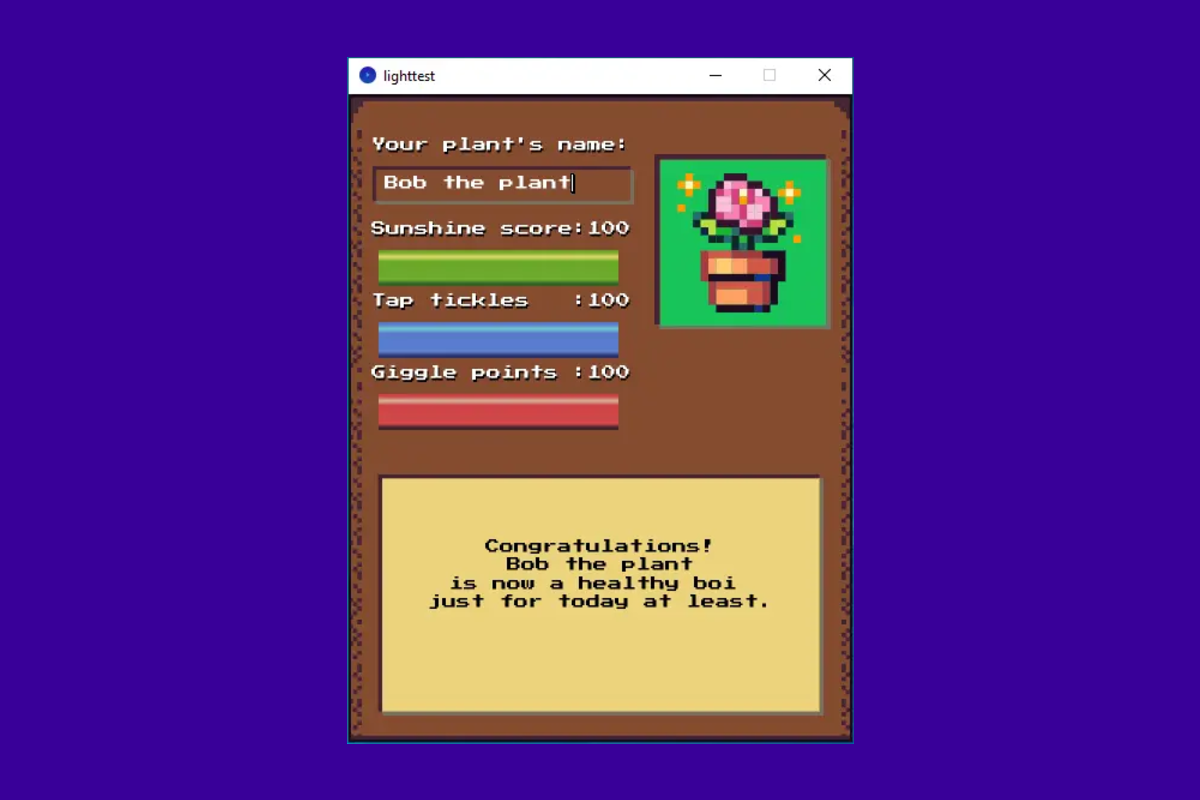 lighttest
Your plant's name:
Bob the plant
Sunshine score:100
Tap tickles :100
Giggle points :100
Congratulations!
Bob the plant
is now a healthy boi
just for today at least.